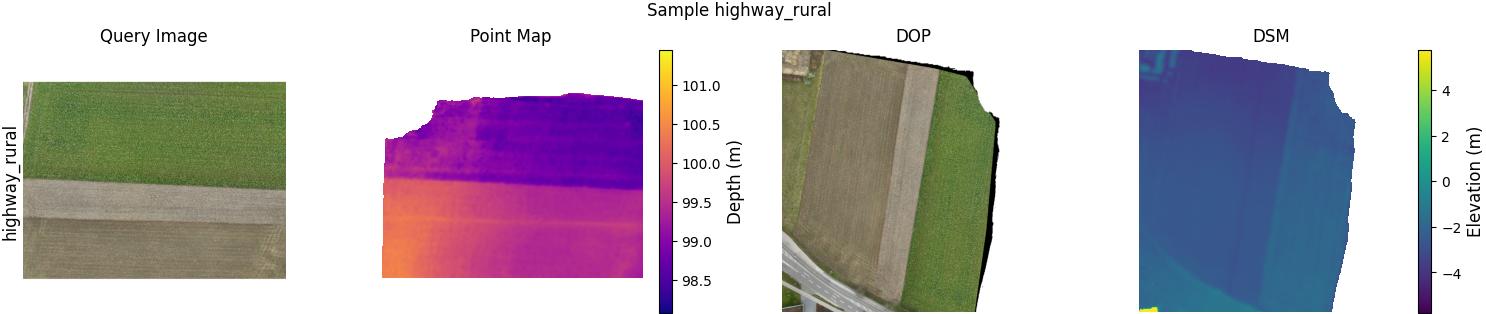 Sample highway_rural
Query Image
Point Map
DOP
DSM
highway_rural
101.0
100.5
100.0
99.5
99.0
98.5
Depth (m)
4
2
0
−2
−4
Elevation (m)